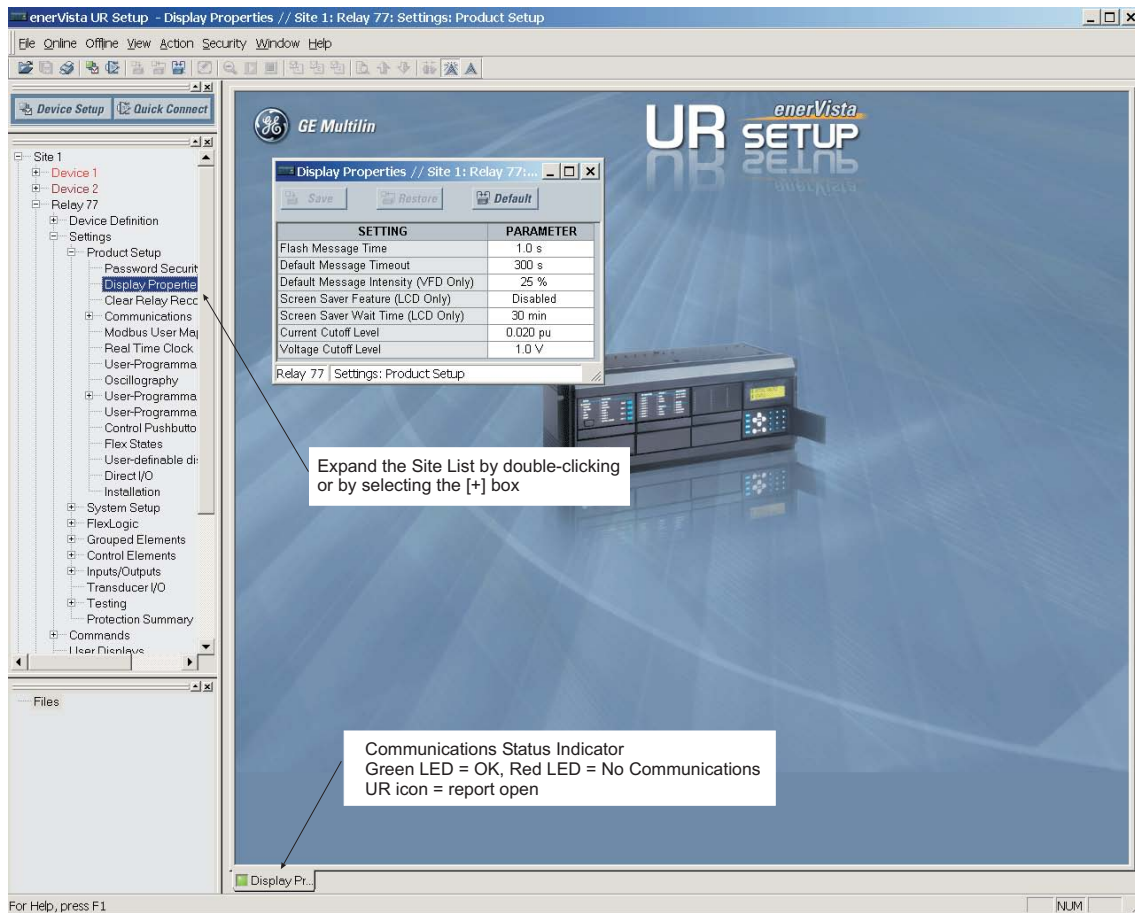 enerVista UR Setup - Display Properties // Site 1: Relay 77: Settings: Product Setup
File Online Offline View Action Security Window Help
Device Setup Quick Connect
Site 1
Device 1
Device 2
Relay 77
Device Definition
Settings
Product Setup
Password Securit
Display Propertie
Clear Relay Reco
Communications
Modbus User Map
Real Time Clock
User-Programma
Oscillography
User-Programma
User-Programma
Control Pushbutto
Flex States
User-definable di
Direct I/O
Installation
System Setup
FlexLogic
Grouped Elements
Control Elements
Inputs/Outputs
Transducer I/O
Testing
Protection Summary
Commands
User Displays
Files
GE Multilin
enerVista
UR SETUP
Display Properties // Site 1: Relay 77:...
Save Restore Default
SETTING PARAMETER
Flash Message Time 1.0 s
Default Message Timeout 300 s
Default Message Intensity (VFD Only) 25 %
Screen Saver Feature (LCD Only) Disabled
Screen Saver Wait Time (LCD Only) 30 min
Current Cutoff Level 0.020 pu
Voltage Cutoff Level 1.0 V
Relay 77 Settings: Product Setup
Expand the Site List by double-clicking
or by selecting the [+] box
Communications Status Indicator
Green LED = OK, Red LED = No Communications
UR icon = report open
Display Pr...
For Help, press F1
NUM